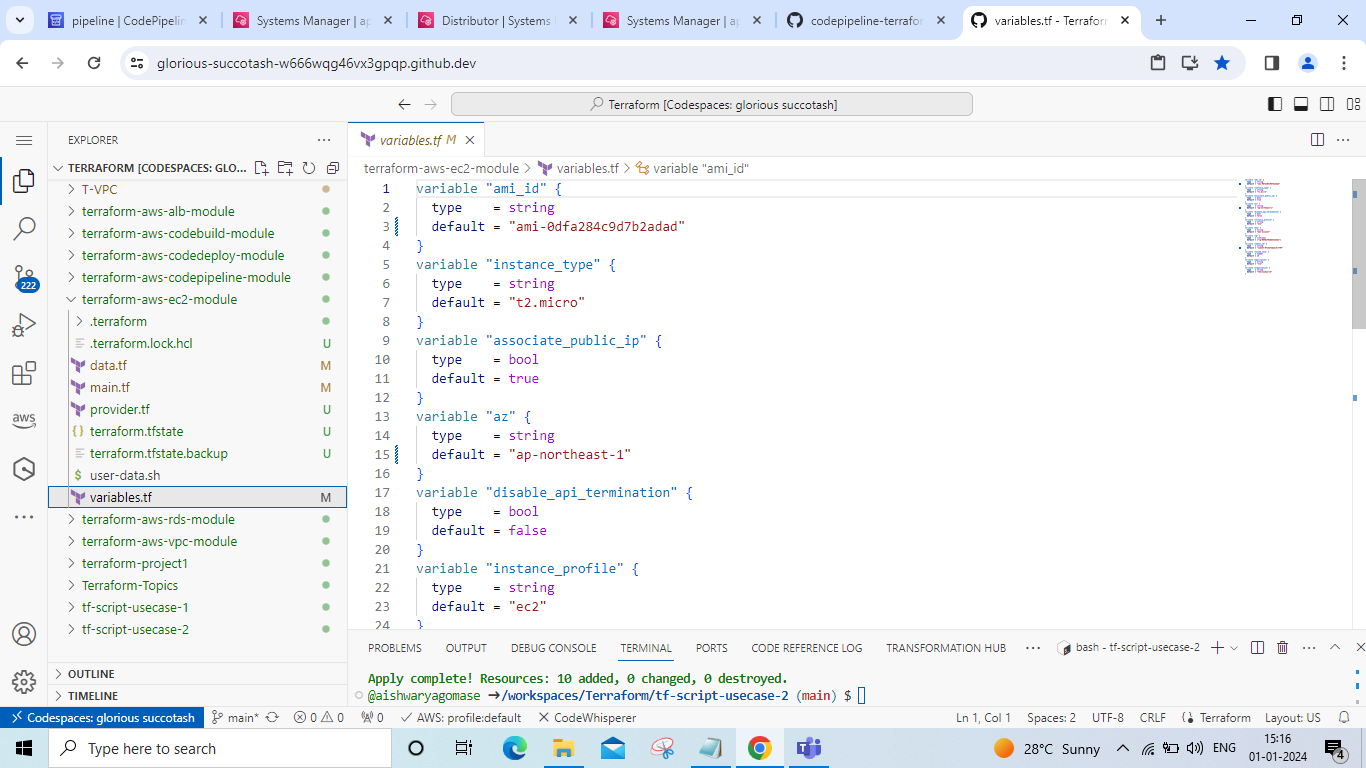 pipeline | CodePipelin
Systems Manager | ap
Distributor | Systems
Systems Manager | ap
codepipeline-terrafor
variables.tf - Terraform
glorious-succotash-w666wqg46vx3gpqp.github.dev
Terraform [Codespaces: glorious succotash]
EXPLORER
TERRAFORM [CODESPACES: GLO...
T-VPC
terraform-aws-alb-module
terraform-aws-codebuild-module
terraform-aws-codedeploy-module
terraform-aws-codepipeline-module
terraform-aws-ec2-module
.terraform
.terraform.lock.hcl U
data.tf M
main.tf M
provider.tf U
terraform.tfstate U
terraform.tfstate.backup U
$ user-data.sh
variables.tf M
terraform-aws-rds-module
terraform-aws-vpc-module
terraform-project1
Terraform-Topics
tf-script-usecase-1
tf-script-usecase-2
OUTLINE
TIMELINE
222
aws
variables.tf M
terraform-aws-ec2-module > variables.tf > variable "ami_id"
1 variable "ami_id" {
2 type = string
3 default = "ami-0dfa284c9d7b2adad"
4 }
5 variable "instance_type" {
6 type = string
7 default = "t2.micro"
8 }
9 variable "associate_public_ip" {
10 type = bool
11 default = true
12 }
13 variable "az" {
14 type = string
15 default = "ap-northeast-1"
16 }
17 variable "disable_api_termination" {
18 type = bool
19 default = false
20 }
21 variable "instance_profile" {
22 type = string
23 default = "ec2"
24 }
PROBLEMS OUTPUT DEBUG CONSOLE TERMINAL PORTS CODE REFERENCE LOG TRANSFORMATION HUB ... bash - tf-script-usecase-2
Apply complete! Resources: 10 added, 0 changed, 0 destroyed.
@aishwaryagomase →/workspaces/Terraform/tf-script-usecase-2 (main) $
Codespaces: glorious succotash main* 0 0 0 AWS: profile:default CodeWhisperer Ln 1, Col 1 Spaces: 2 UTF-8 CRLF Terraform Layout: US
Type here to search
28°C Sunny
ENG
15:16
01-01-2024
4